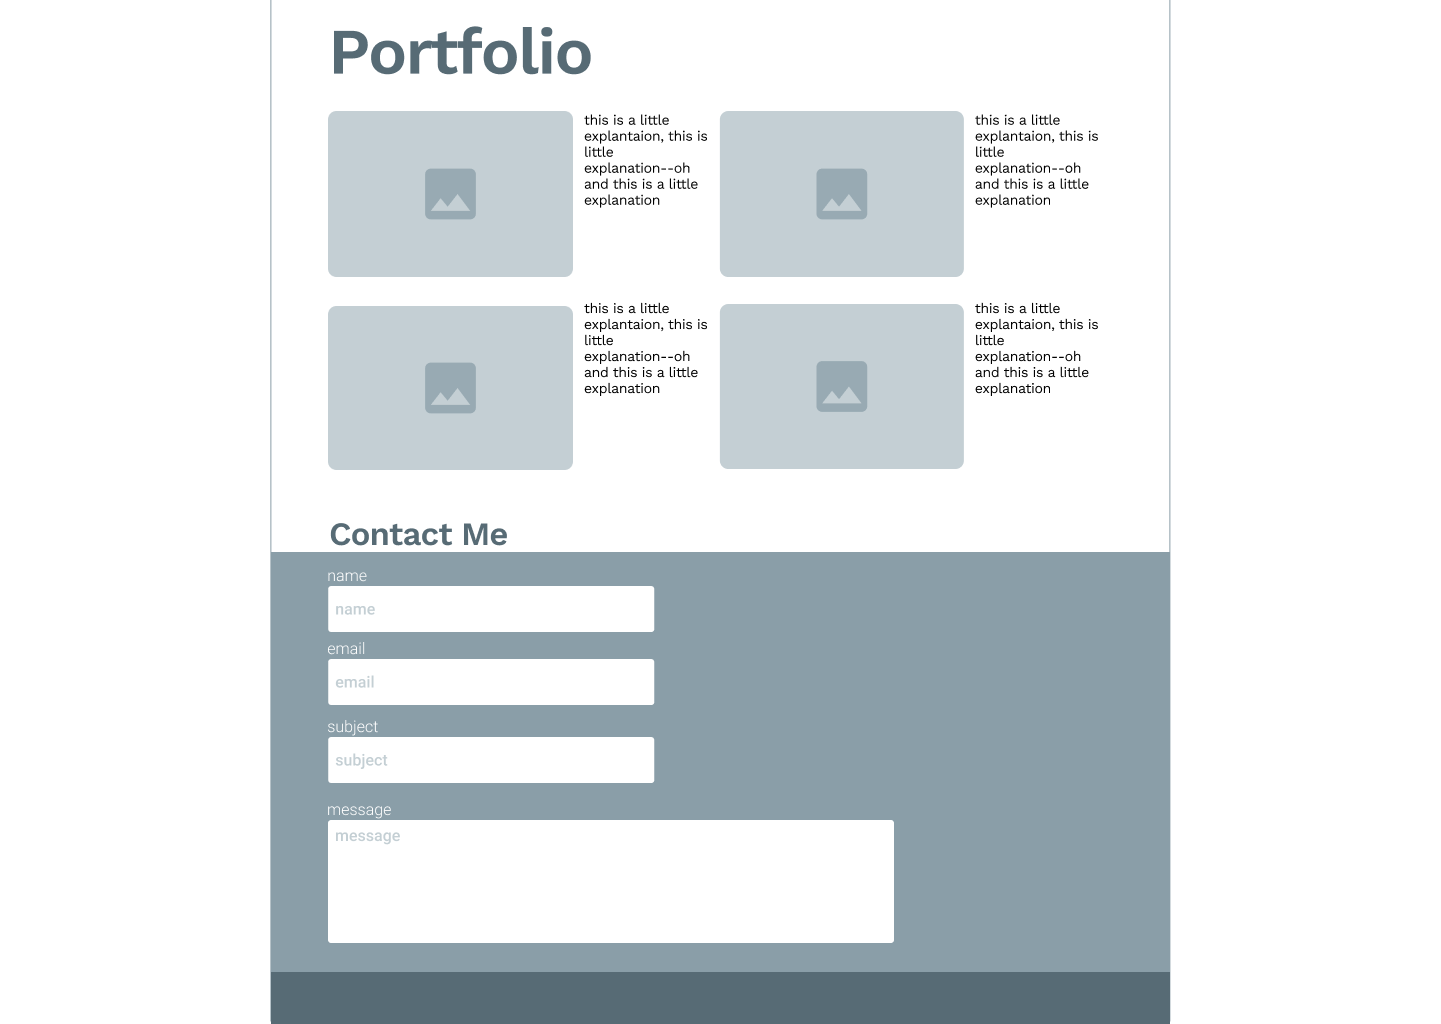 Portfolio
this is a little
explantaion, this is
little
explanation--oh
and this is a little
explanation
this is a little
explantaion, this is
little
explanation--oh
and this is a little
explanation
this is a little
explantaion, this is
little
explanation--oh
and this is a little
explanation
this is a little
explantaion, this is
little
explanation--oh
and this is a little
explanation
Contact Me
name
name
email
email
subject
subject
message
message